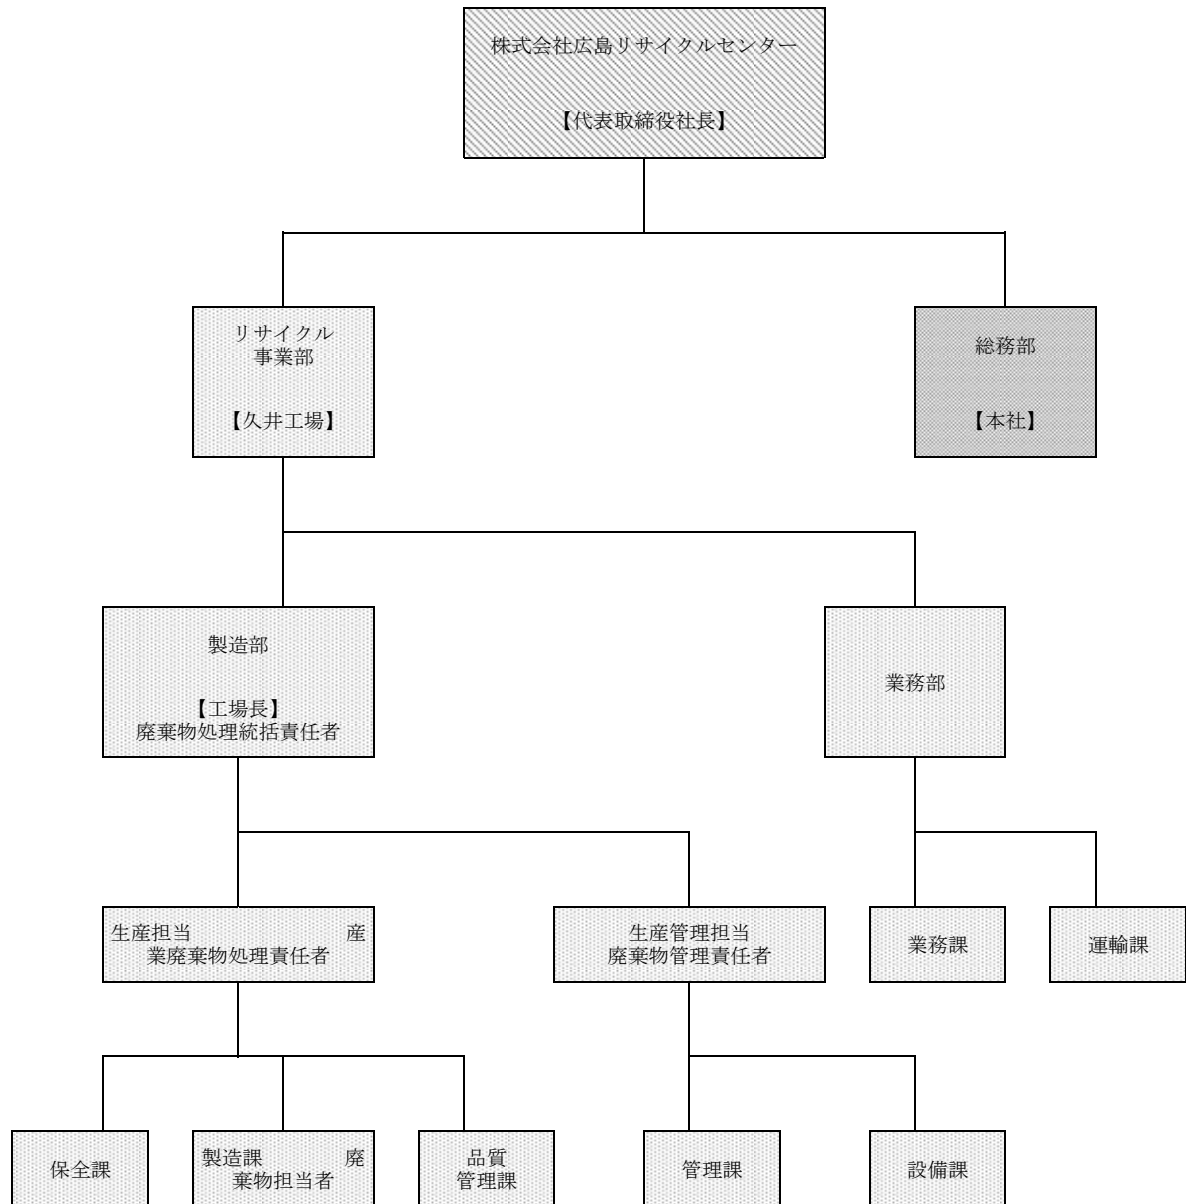 株式会社広島リサイクルセンター
【代表取締役社長】
リサイクル
事業部
【久井工場】
総務部
【本社】
製造部
【工場長】
廃棄物処理統括責任者
業務部
生産担当　　　　　　　　産
業廃棄物処理責任者
生産管理担当
廃棄物管理責任者
業務課
運輸課
保全課
製造課　　　　廃
棄物担当者
品質
管理課
管理課
設備課